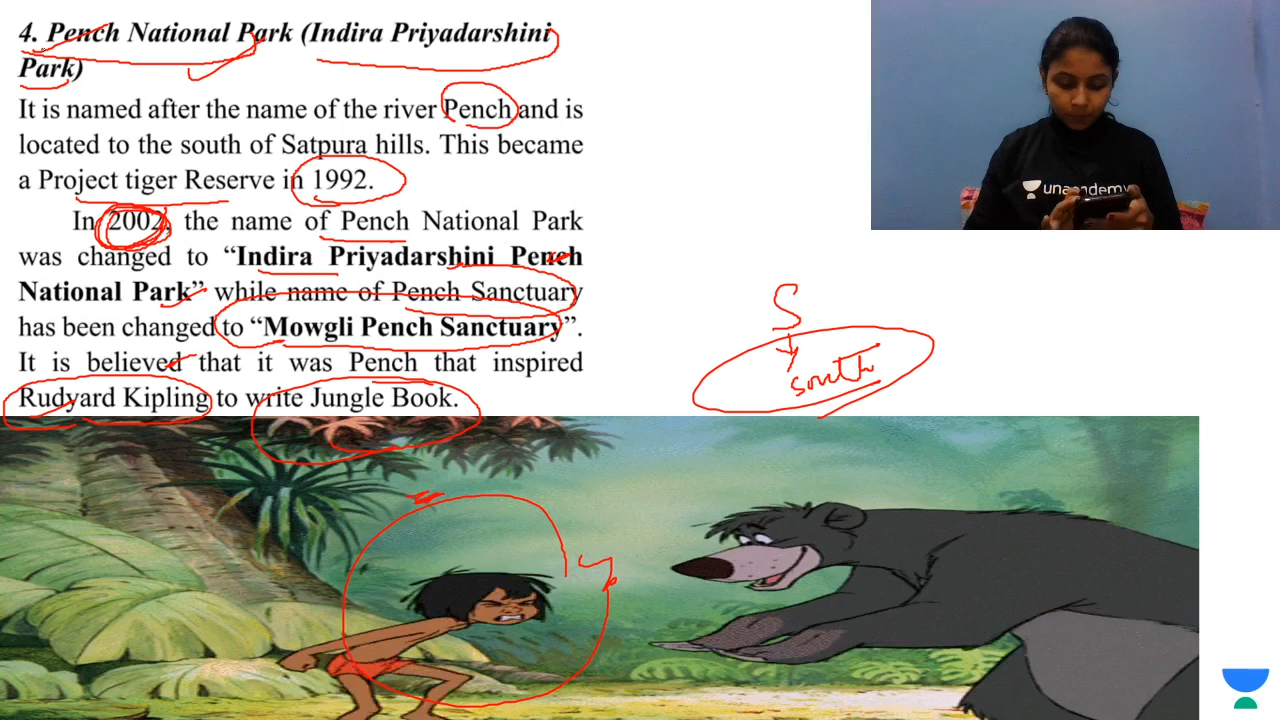 4. Pench National Park (Indira Priyadarshini
Park)
It is named after the name of the river Pench and is
located to the south of Satpura hills. This became
a Project tiger Reserve in 1992.
In 2002, the name of Pench National Park
was changed to “Indira Priyadarshini Pench
National Park” while name of Pench Sanctuary
has been changed to “Mowgli Pench Sanctuary”.
It is believed that it was Pench that inspired
Rudyard Kipling to write Jungle Book.
S
south
unacademy